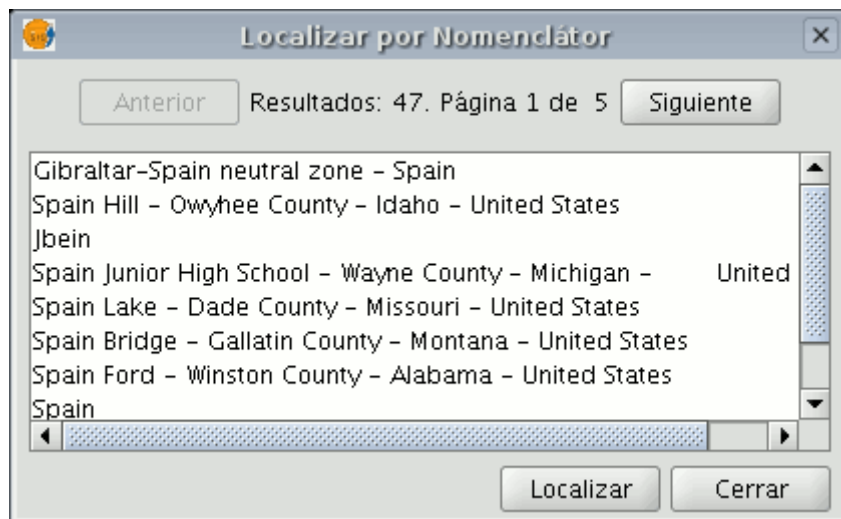 Localizar por Nomenclátor
Anterior Resultados: 47. Página 1 de 5 Siguiente
Gibraltar-Spain neutral zone - Spain
Spain Hill - Owyhee County - Idaho - United States
Jbein
Spain Junior High School - Wayne County - Michigan - United
Spain Lake - Dade County - Missouri - United States
Spain Bridge - Gallatin County - Montana - United States
Spain Ford - Winston County - Alabama - United States
Spain
Localizar Cerrar